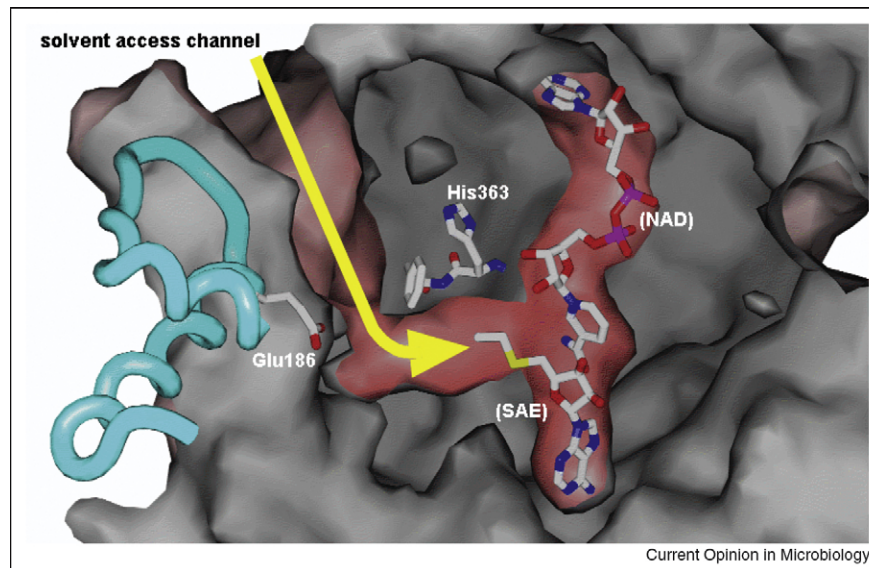 solvent access channel
His363
(NAD)
Glu186
(SAE)
Current Opinion in Microbiology